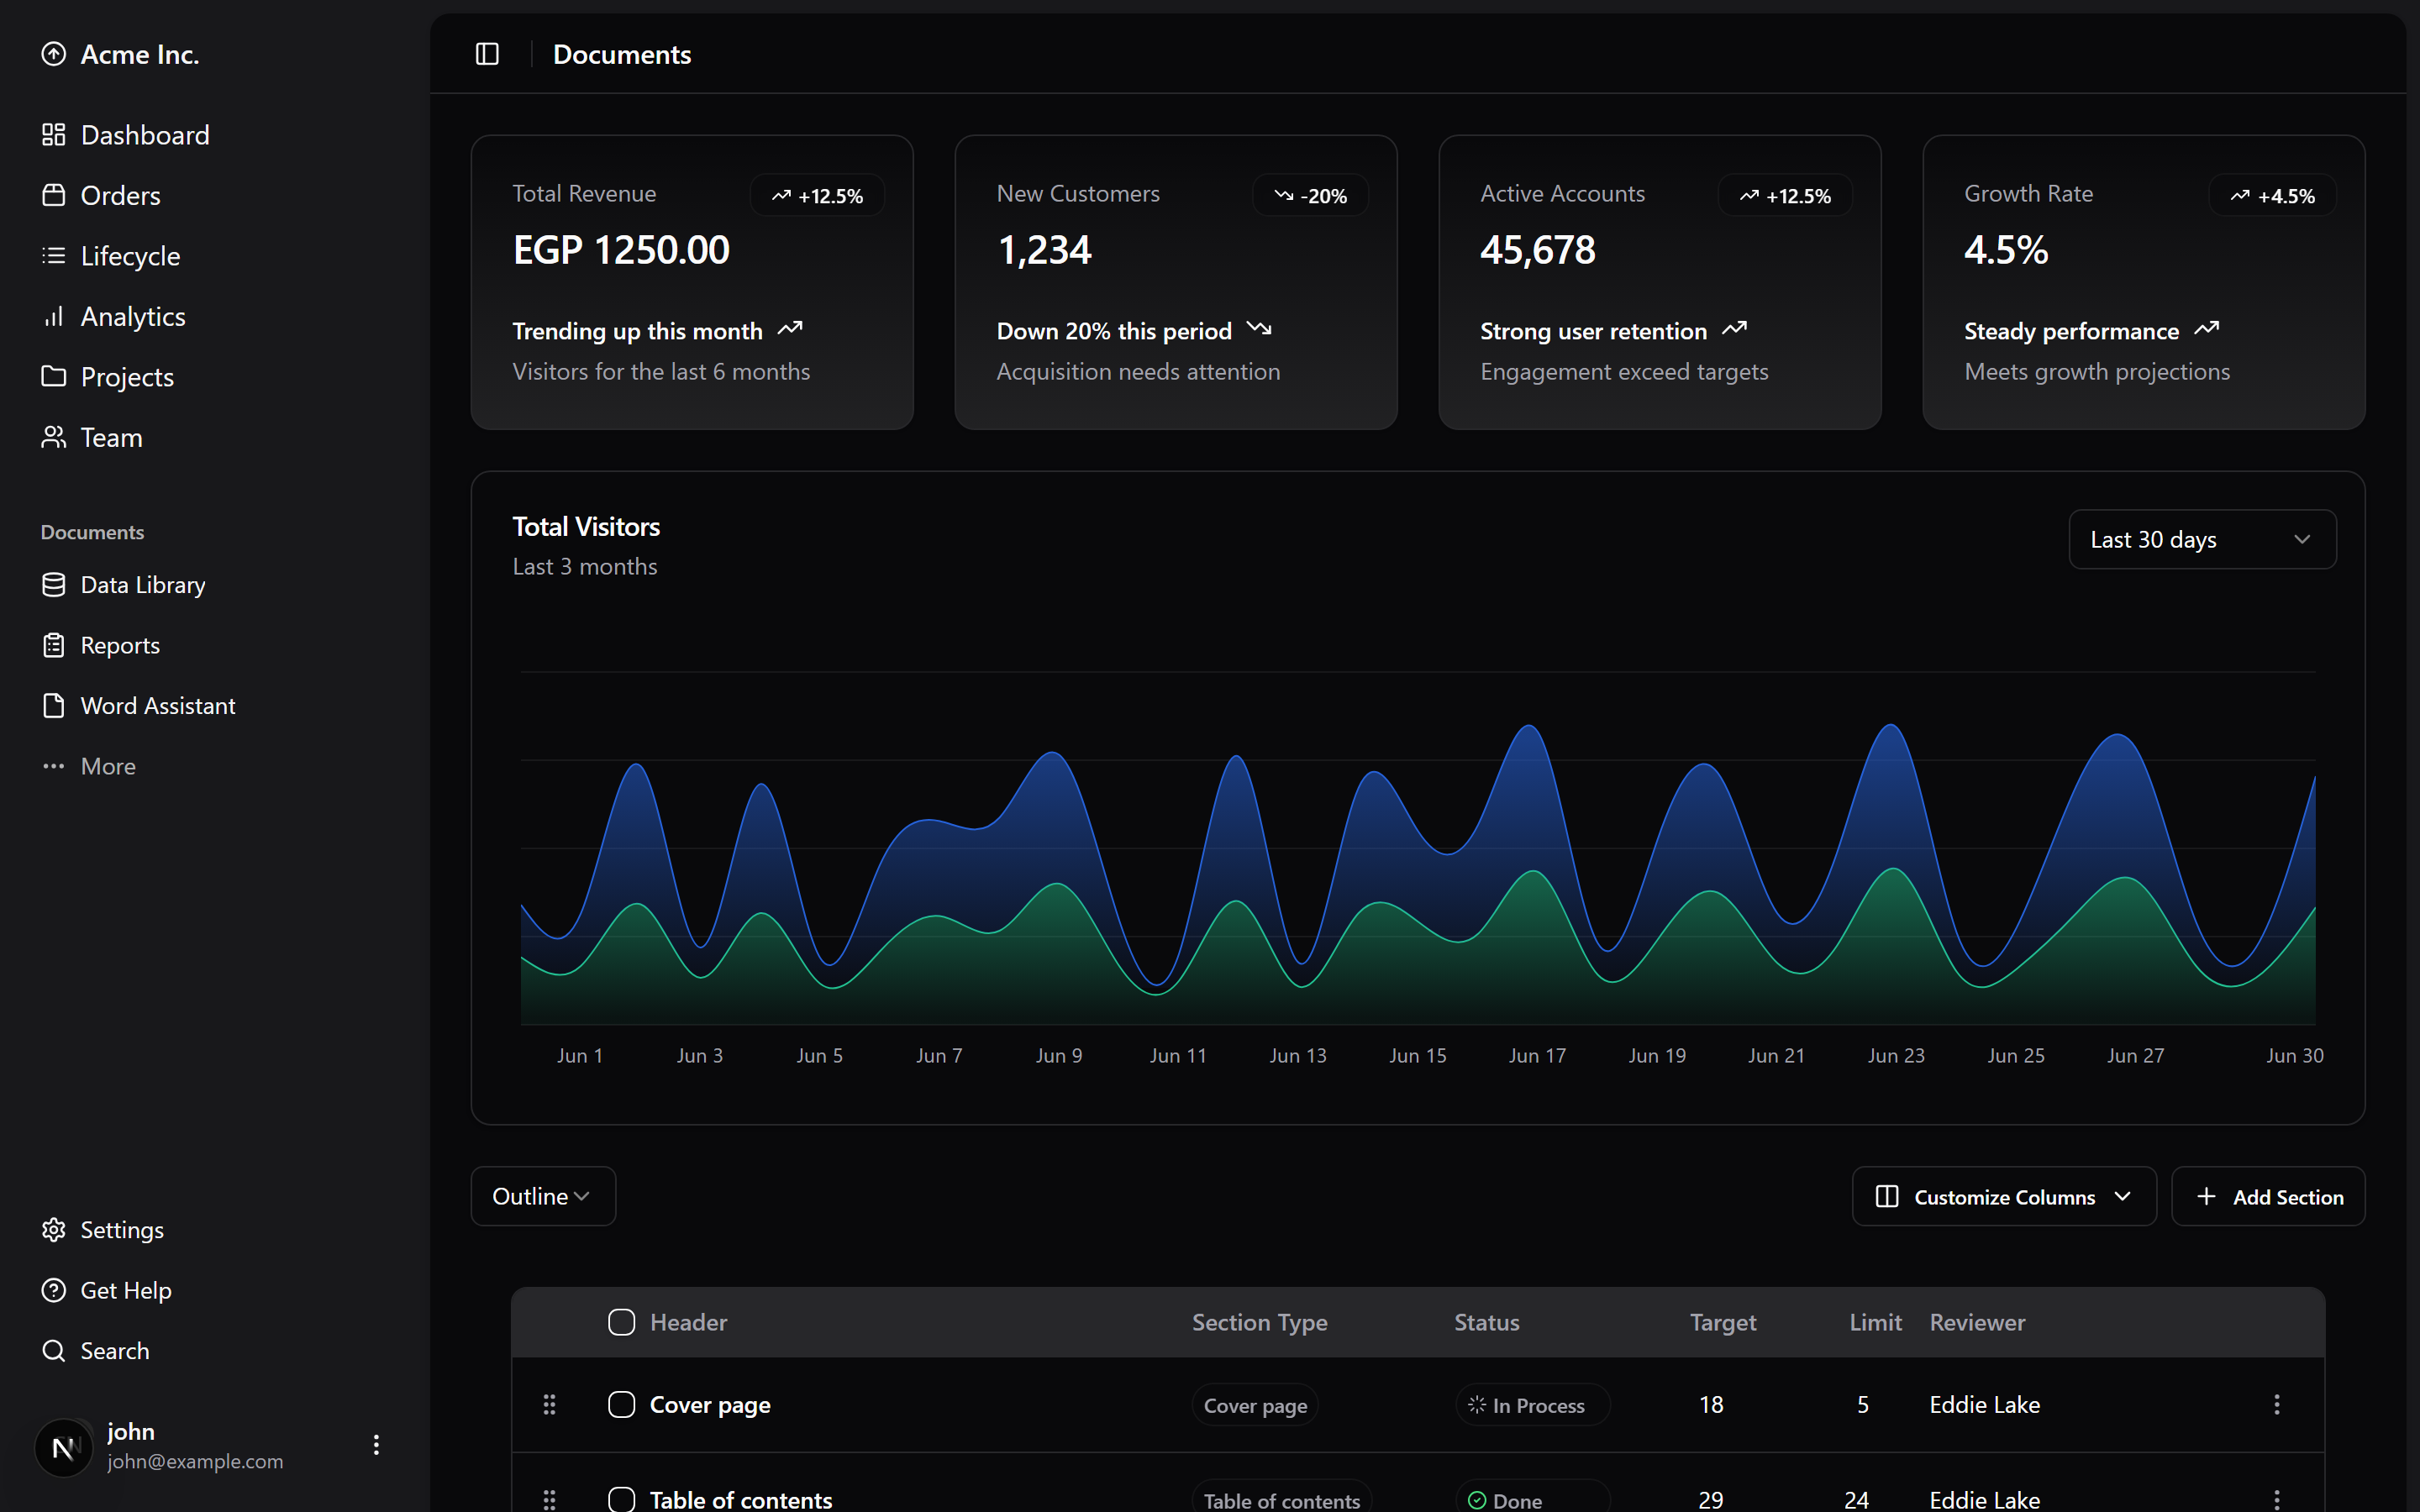 Acme Inc.
Dashboard
Orders
Lifecycle
Analytics
Projects
Team
Documents
Data Library
Reports
Word Assistant
More
Settings
Get Help
Search
N
john
john@example.com
Documents
Total Revenue
+12.5%
EGP 1250.00
Trending up this month
Visitors for the last 6 months
New Customers
-20%
1,234
Down 20% this period
Acquisition needs attention
Active Accounts
+12.5%
45,678
Strong user retention
Engagement exceed targets
Growth Rate
+4.5%
4.5%
Steady performance
Meets growth projections
Total Visitors
Last 3 months
Last 30 days
Jun 1 Jun 3 Jun 5 Jun 7 Jun 9 Jun 11 Jun 13 Jun 15 Jun 17 Jun 19 Jun 21 Jun 23 Jun 25 Jun 27 Jun 30
Outline
Customize Columns
Add Section
Header Section Type Status Target Limit Reviewer
Cover page Cover page In Process 18 5 Eddie Lake
Table of contents Table of contents Done 29 24 Eddie Lake